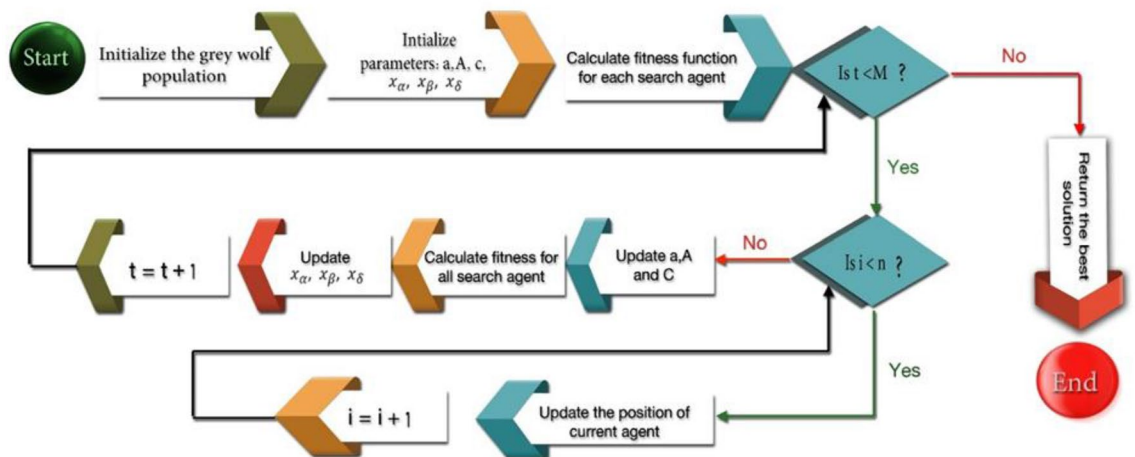 Start
Initialize the grey wolf
population
Intialize
parameters: a,A, c,
xα, xβ, xδ
Calculate fitness function
for each search agent
Is t <M ?
No
Yes
Return the best
solution
End
Is i< n ?
No
Update a,A
and C
Calculate fitness for
all search agent
Update
xα, xβ, xδ
t = t + 1
Yes
Update the position of
current agent
i = i + 1